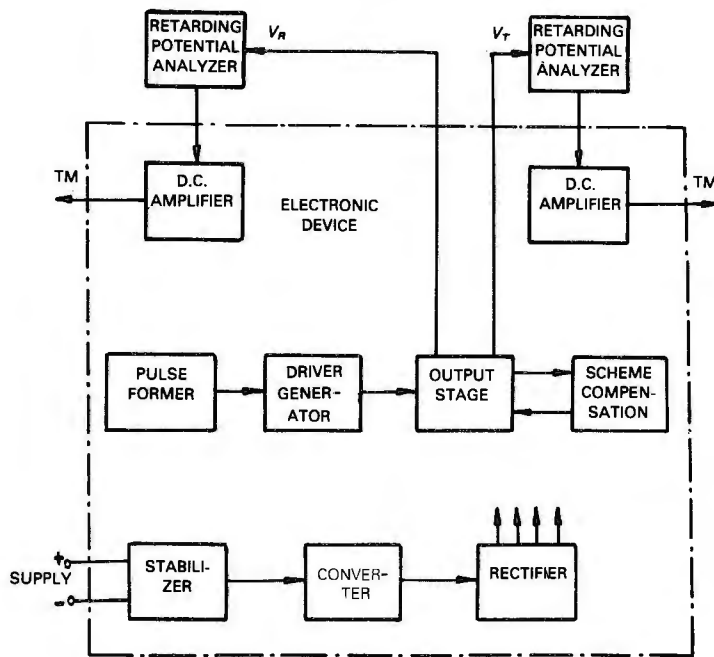 RETARDING
POTENTIAL
ANALYZER
V_R
V_T
RETARDING
POTENTIAL
ANALYZER
TM
D.C.
AMPLIFIER
ELECTRONIC
DEVICE
D.C.
AMPLIFIER
TM
PULSE
FORMER
DRIVER
GENER-
ATOR
OUTPUT
STAGE
SCHEME
COMPEN-
SATION
+
SUPPLY
-
STABILI-
ZER
CONVER-
TER
RECTIFIER